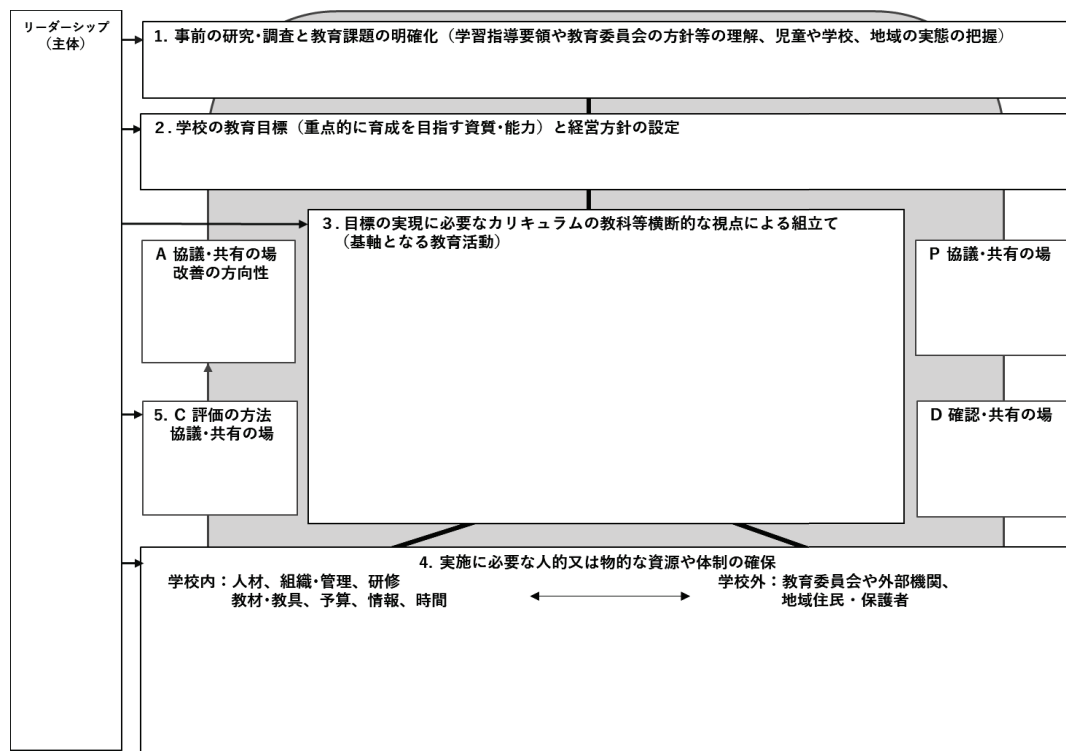 リーダーシップ
（主体）
1. 事前の研究･調査と教育課題の明確化（学習指導要領や教育委員会の方針等の理解、児童や学校、地域の実態の把握）
２. 学校の教育目標（重点的に育成を目指す資質･能力）と経営方針の設定
３. 目標の実現に必要なカリキュラムの教科等横断的な視点による組立て
（基軸となる教育活動）
A 協議･共有の場
改善の方向性
P 協議･共有の場
5. C 評価の方法
協議･共有の場
D 確認･共有の場
4. 実施に必要な人的又は物的な資源や体制の確保
学校内：人材、組織･管理、研修
教材･教具、予算、情報、時間
学校外：教育委員会や外部機関、
地域住民・保護者